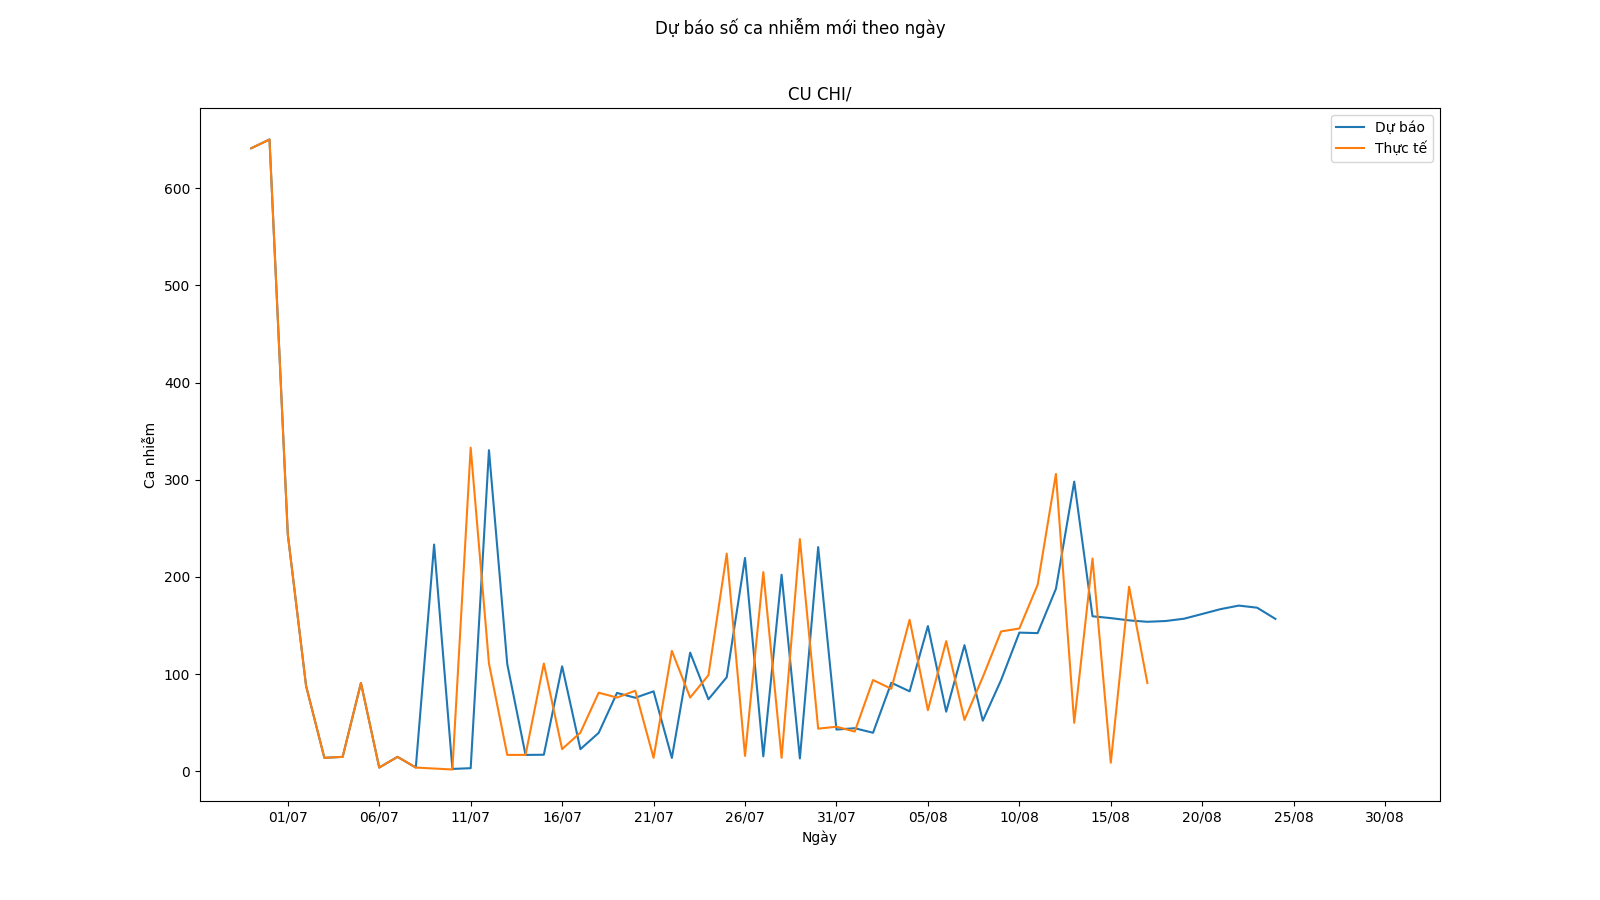 Dự báo số ca nhiễm mới theo ngày
CU CHI/
Dự báo
Thực tế
Ca nhiễm
600
500
400
300
200
100
0
01/07 06/07 11/07 16/07 21/07 26/07 31/07 05/08 10/08 15/08 20/08 25/08 30/08
Ngày